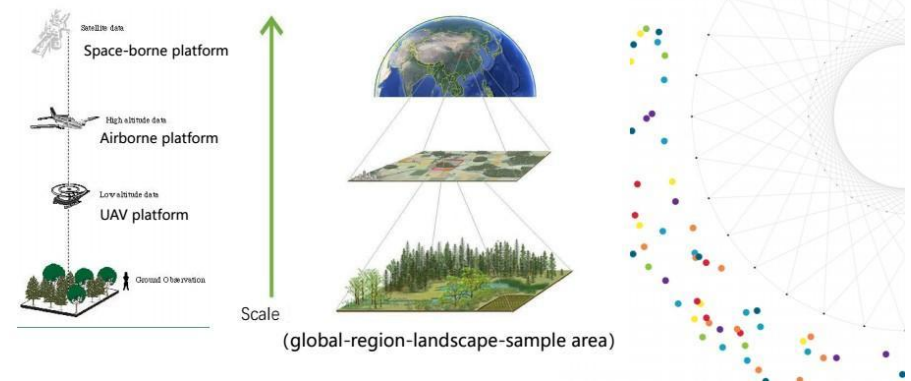 Satellite data
Space-borne platform
High altitude data
Airborne platform
Low altitude data
UAV platform
Ground Observation
Scale
(global-region-landscape-sample area)